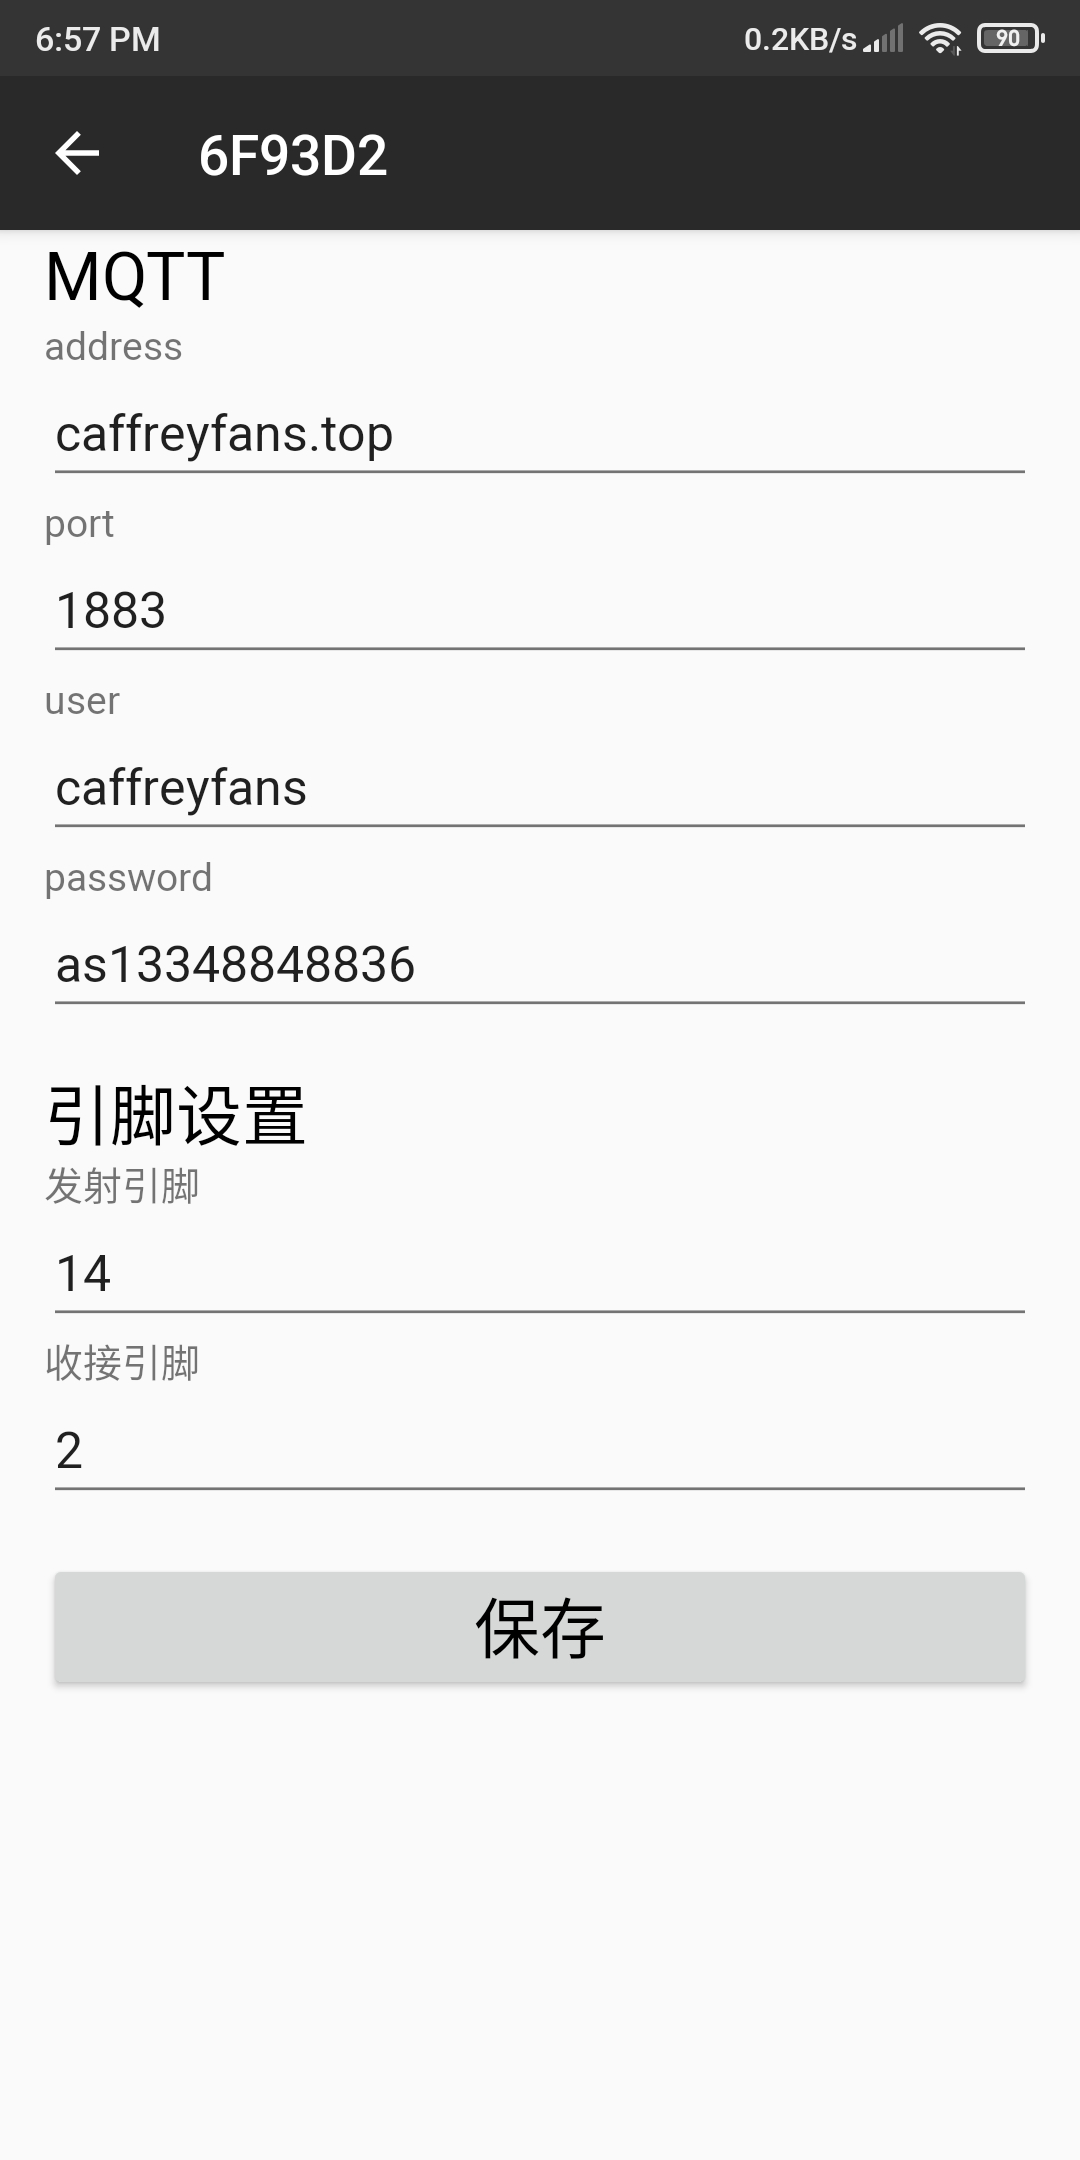 6:57 PM 0.2KB/s 90
6F93D2
MQTT
address
caffreyfans.top
port
1883
user
caffreyfans
password
as13348848836
引脚设置
发射引脚
14
收接引脚
2
保存